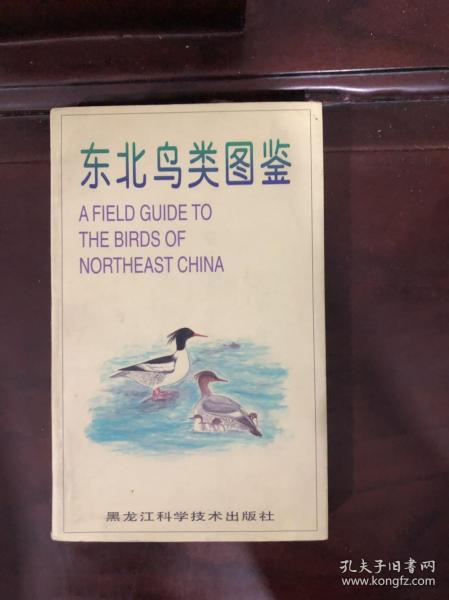 东北鸟类图鉴
A FIELD GUIDE TO
THE BIRDS OF
NORTHEAST CHINA
黑龙江科学技术出版社
孔夫子旧书网
www.kongfz.com